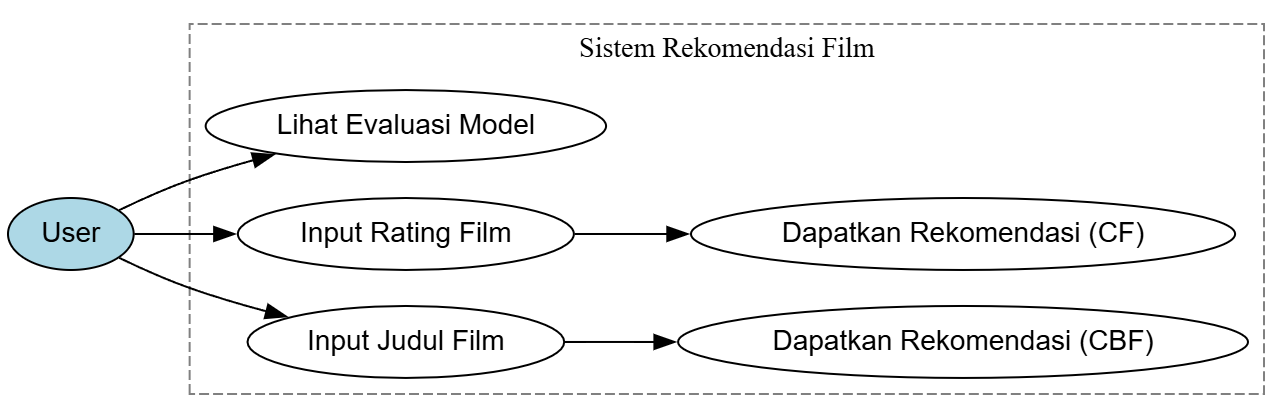 Sistem Rekomendasi Film
Lihat Evaluasi Model
User
Input Rating Film
Dapatkan Rekomendasi (CF)
Input Judul Film
Dapatkan Rekomendasi (CBF)